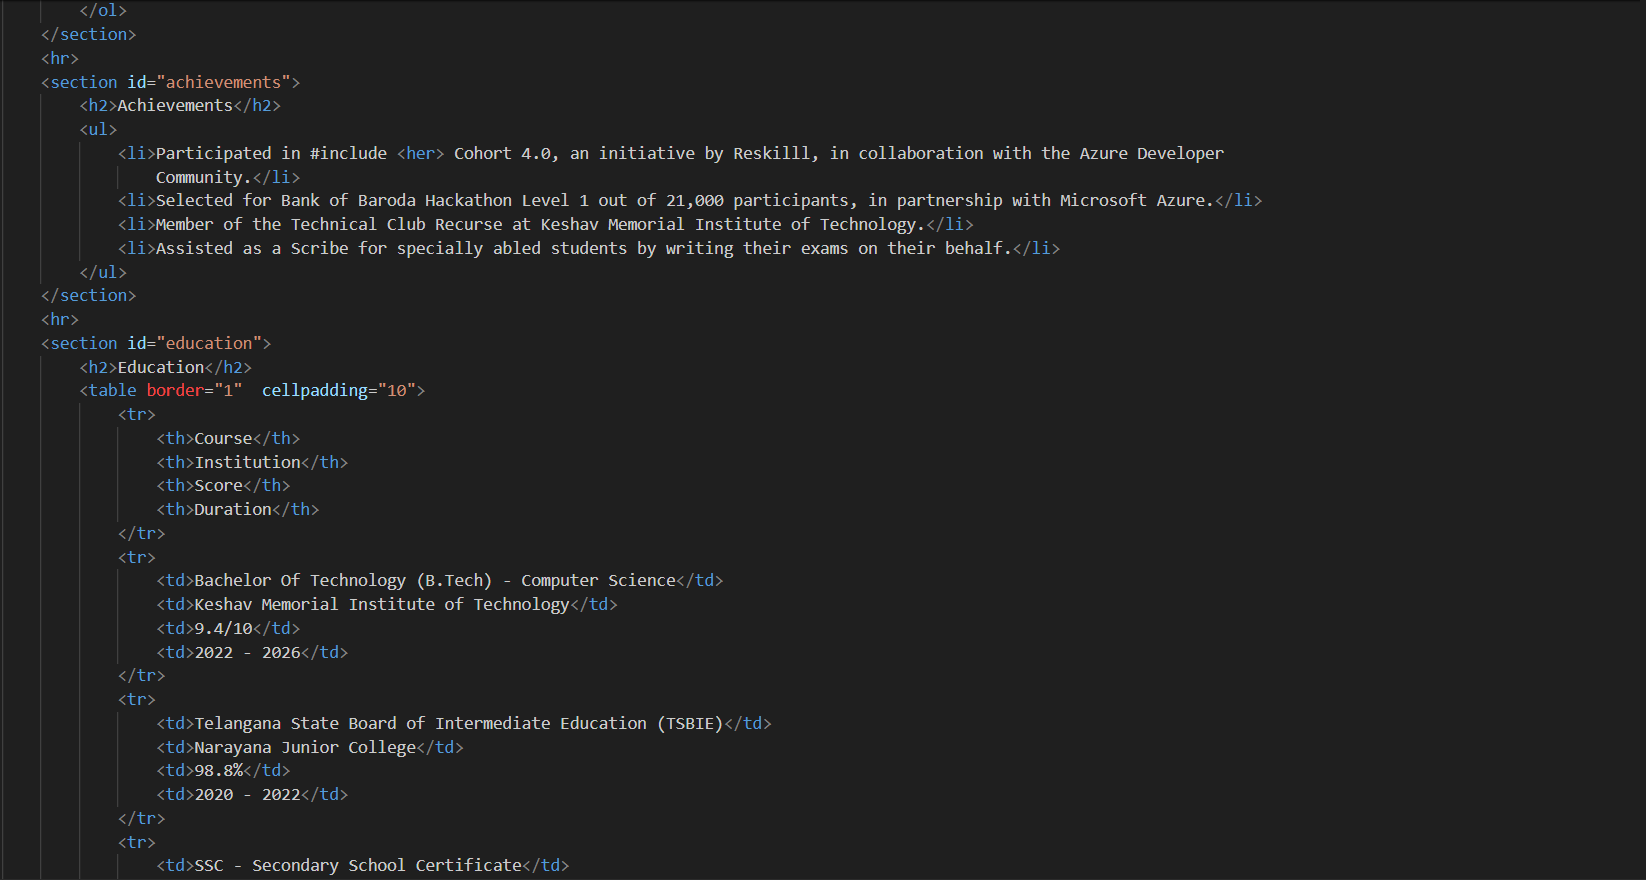 </ol>
    </section>
    <hr>
    <section id="achievements">
        <h2>Achievements</h2>
        <ul>
            <li>Participated in #include <her> Cohort 4.0, an initiative by Reskilll, in collaboration with the Azure Developer
                Community.</li>
            <li>Selected for Bank of Baroda Hackathon Level 1 out of 21,000 participants, in partnership with Microsoft Azure.</li>
            <li>Member of the Technical Club Recurse at Keshav Memorial Institute of Technology.</li>
            <li>Assisted as a Scribe for specially abled students by writing their exams on their behalf.</li>
        </ul>
    </section>
    <hr>
    <section id="education">
        <h2>Education</h2>
        <table border="1"  cellpadding="10">
            <tr>
                <th>Course</th>
                <th>Institution</th>
                <th>Score</th>
                <th>Duration</th>
            </tr>
            <tr>
                <td>Bachelor Of Technology (B.Tech) - Computer Science</td>
                <td>Keshav Memorial Institute of Technology</td>
                <td>9.4/10</td>
                <td>2022 - 2026</td>
            </tr>
            <tr>
                <td>Telangana State Board of Intermediate Education (TSBIE)</td>
                <td>Narayana Junior College</td>
                <td>98.8%</td>
                <td>2020 - 2022</td>
            </tr>
            <tr>
                <td>SSC - Secondary School Certificate</td>